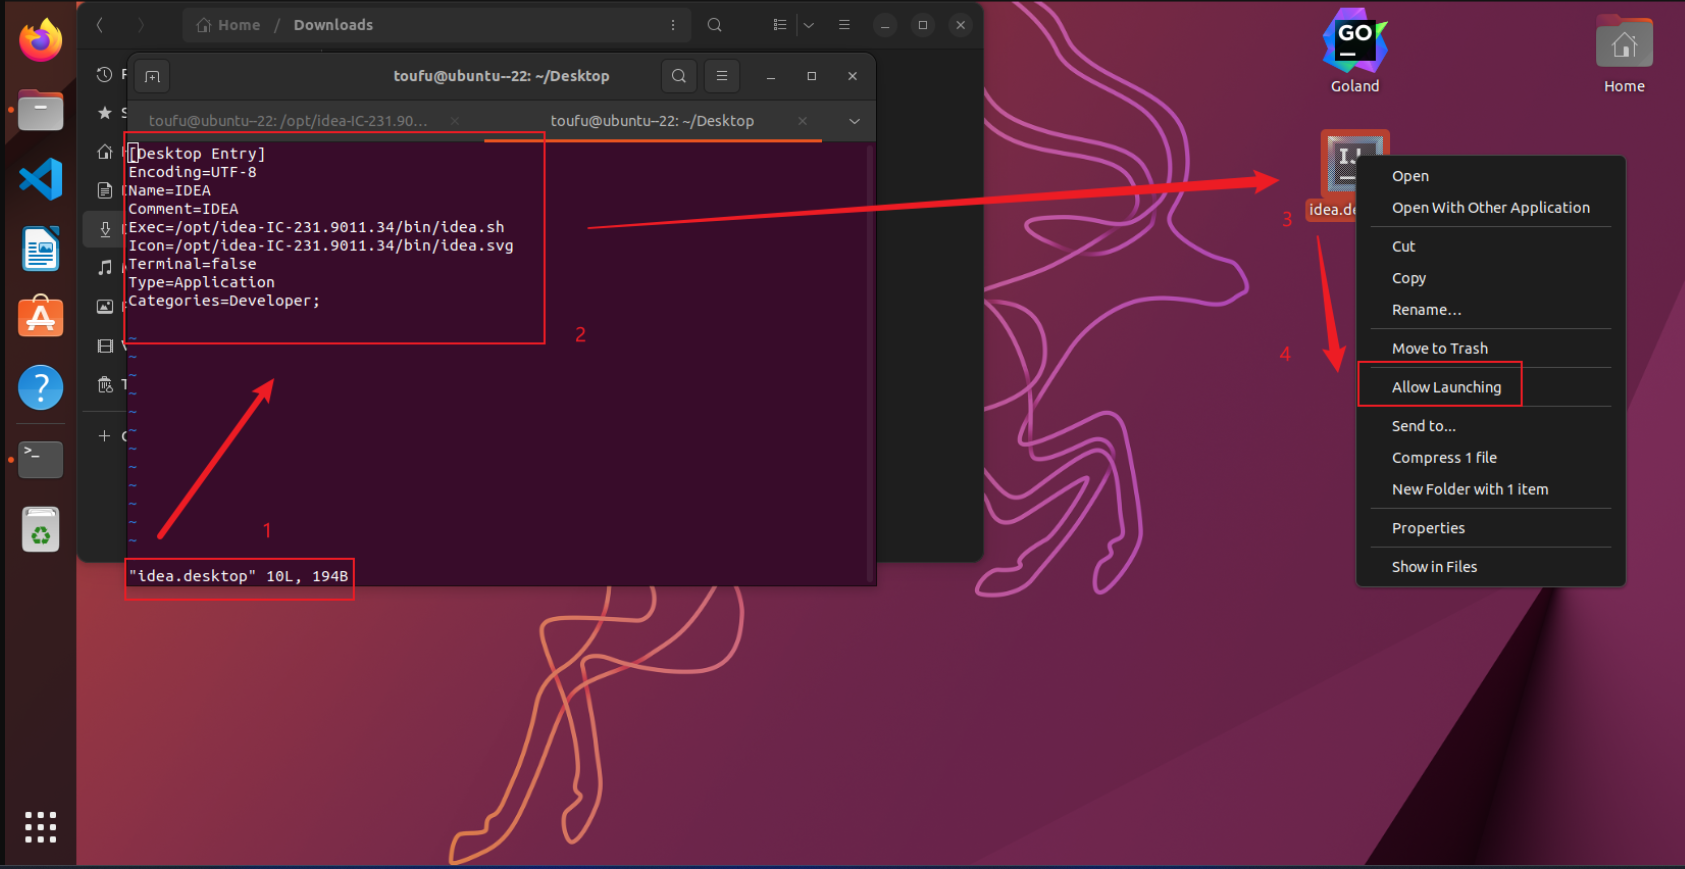 Home / Downloads
toufu@ubuntu--22: ~/Desktop
toufu@ubuntu--22: /opt/idea-IC-231.90...
toufu@ubuntu--22: ~/Desktop
[Desktop Entry]
Encoding=UTF-8
Name=IDEA
Comment=IDEA
Exec=/opt/idea-IC-231.9011.34/bin/idea.sh
Icon=/opt/idea-IC-231.9011.34/bin/idea.svg
Terminal=false
Type=Application
Categories=Developer;
~
~
~
~
~
~
~
~
~
~
~
~
"idea.desktop" 10L, 194B
1
2
3
4
GO
Goland
Home
IJ
idea.de
Open
Open With Other Application
Cut
Copy
Rename…
Move to Trash
Allow Launching
Send to...
Compress 1 file
New Folder with 1 item
Properties
Show in Files